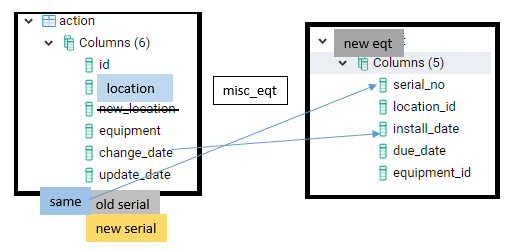 action
Columns (6)
id
location
new_location
equipment
change_date
update_date
same
old serial
new serial
misc_eqt
new eqt
Columns (5)
serial_no
location_id
install_date
due_date
equipment_id